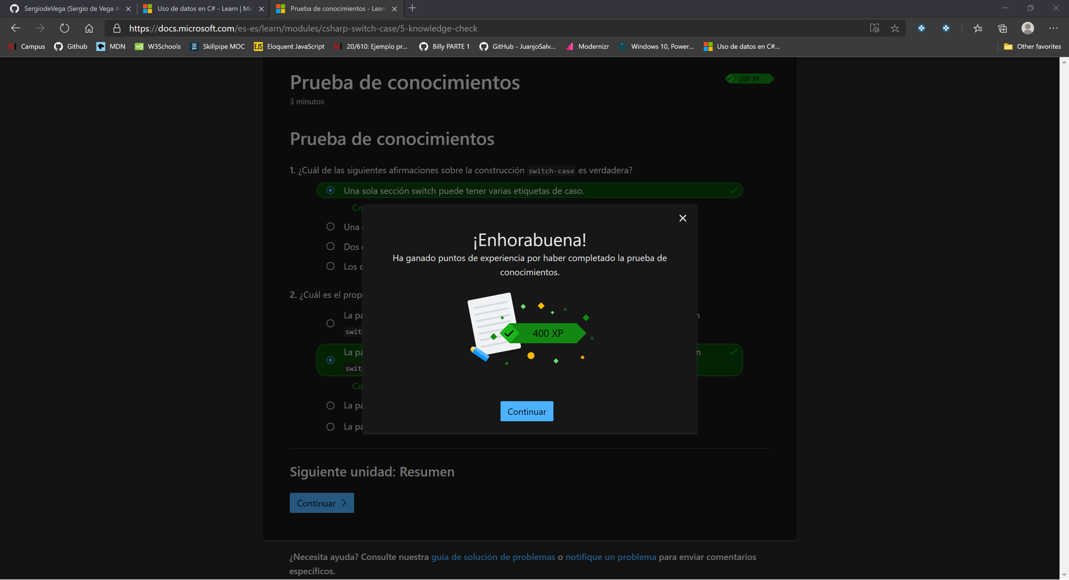 SergiodeVega (Sergio de Vega A
Uso de datos en C# - Learn | Mic
Prueba de conocimientos - Learn
https://docs.microsoft.com/es-es/learn/modules/csharp-switch-case/5-knowledge-check
Campus
Github
MDN
W3Schools
Skillpipe MOC
Eloquent JavaScript
20/610: Ejemplo pr...
Billy PARTE 1
GitHub - JuanjoSalv...
Modernizr
Windows 10, Power...
Uso de datos en C#...
Other favorites
Prueba de conocimientos
3 minutos
Prueba de conocimientos
1. ¿Cuál de las siguientes afirmaciones sobre la construcción switch-case es verdadera?
Una sola sección switch puede tener varias etiquetas de caso.
Co
Una
Dos
Los c
2. ¿Cuál es el prop
La pa
n
swit
La pa
n
swit
Co
La pa
La pa
¡Enhorabuena!
Ha ganado puntos de experiencia por haber completado la prueba de
conocimientos.
400 XP
Continuar
Siguiente unidad: Resumen
Continuar
¿Necesita ayuda? Consulte nuestra guía de solución de problemas o notifique un problema para enviar comentarios
específicos.